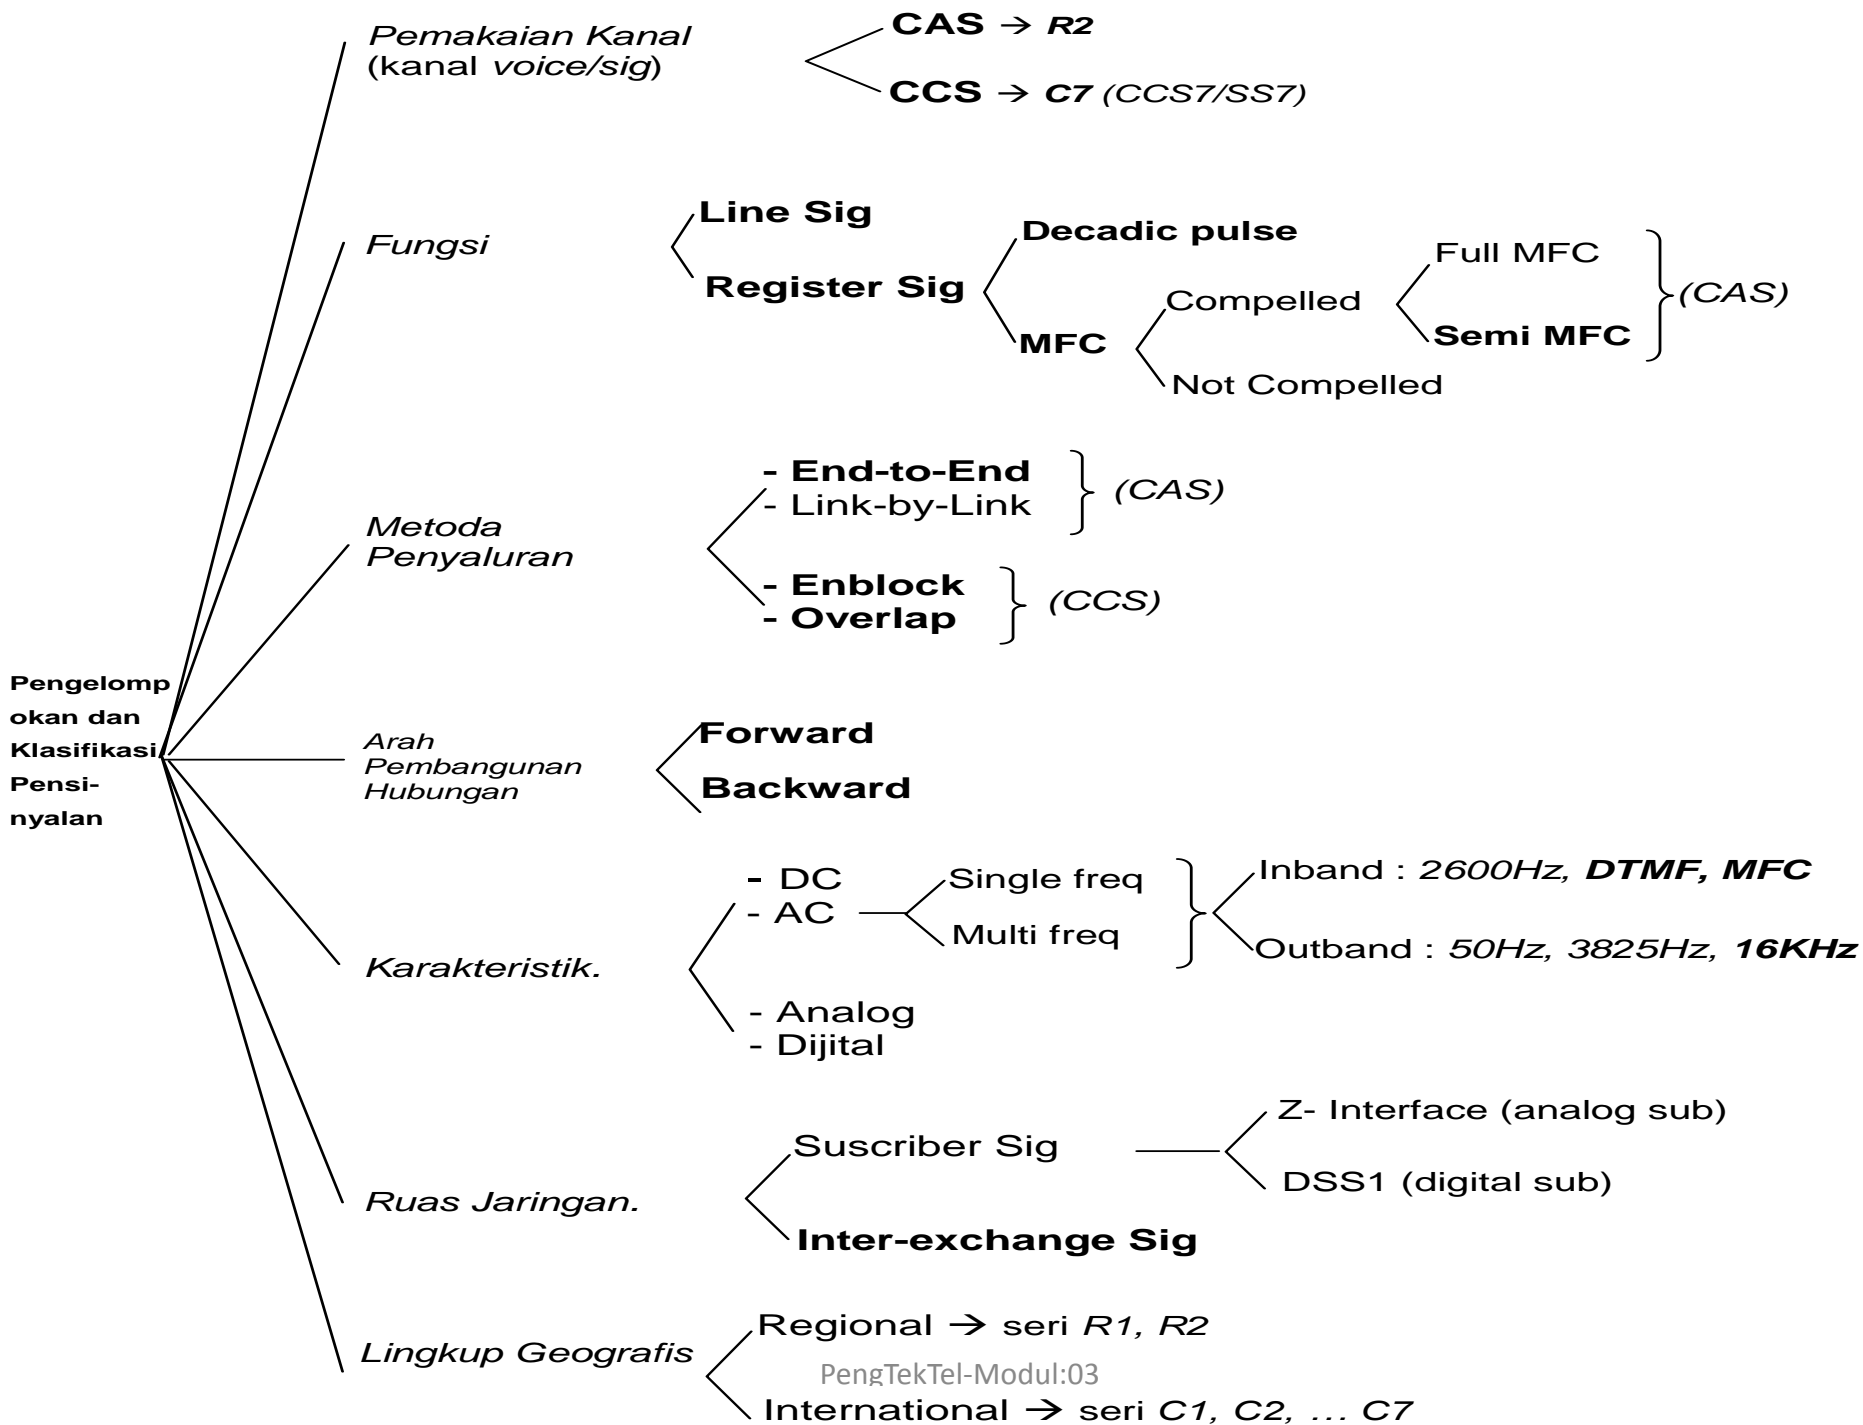 Pemakaian Kanal
(kanal voice/sig)
CAS → R2
CCS → C7 (CCS7/SS7)
Fungsi
Line Sig
Register Sig
Decadic pulse
MFC
Compelled
Not Compelled
Full MFC
Semi MFC
(CAS)
Metoda
Penyaluran
- End-to-End
- Link-by-Link
(CAS)
- Enblock
- Overlap
(CCS)
Pengelomp
okan dan
Klasifikasi
Pensi-
nyalan
Arah
Pembangunan
Hubungan
Forward
Backward
Karakteristik.
- DC
- AC
Single freq
Multi freq
Inband : 2600Hz, DTMF, MFC
Outband : 50Hz, 3825Hz, 16KHz
- Analog
- Dijital
Ruas Jaringan.
Suscriber Sig
Z- Interface (analog sub)
DSS1 (digital sub)
Inter-exchange Sig
Lingkup Geografis
Regional → seri R1, R2
PengTekTel-Modul:03
International → seri C1, C2, … C7